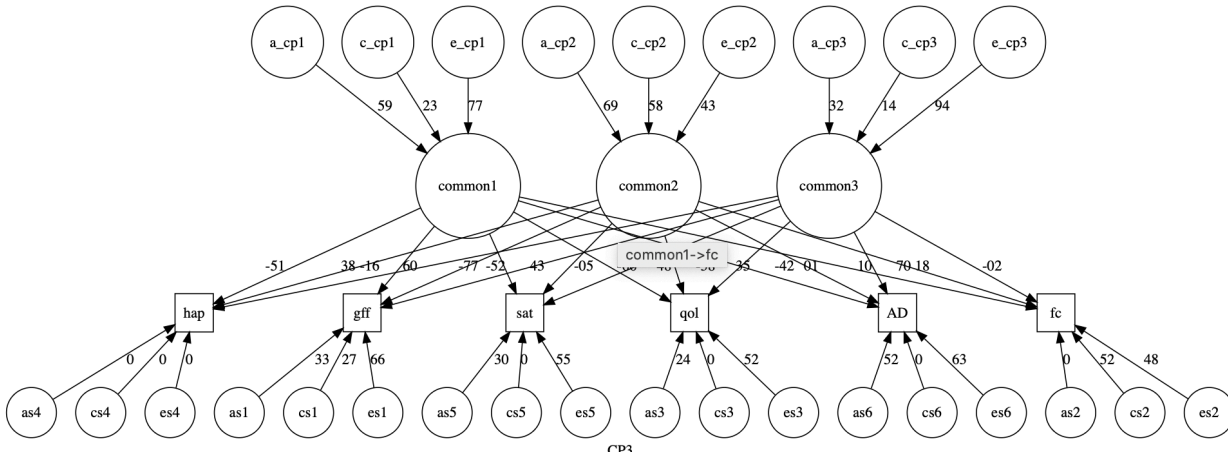 a_cp1 c_cp1 e_cp1 a_cp2 c_cp2 e_cp2 a_cp3 c_cp3 e_cp3
59 23 77 69 58 43 32 14 94
common1 common2 common3
common1->fc
-51 38 -16 60 -77 -52 43 -05 35 -42 01 10 70 18 -02
hap gff sat qol AD fc
0 0 0 33 27 66 30 0 55 24 0 52 52 0 63 0 52 48
as4 cs4 es4 as1 cs1 es1 as5 cs5 es5 as3 cs3 es3 as6 cs6 es6 as2 cs2 es2
CP3